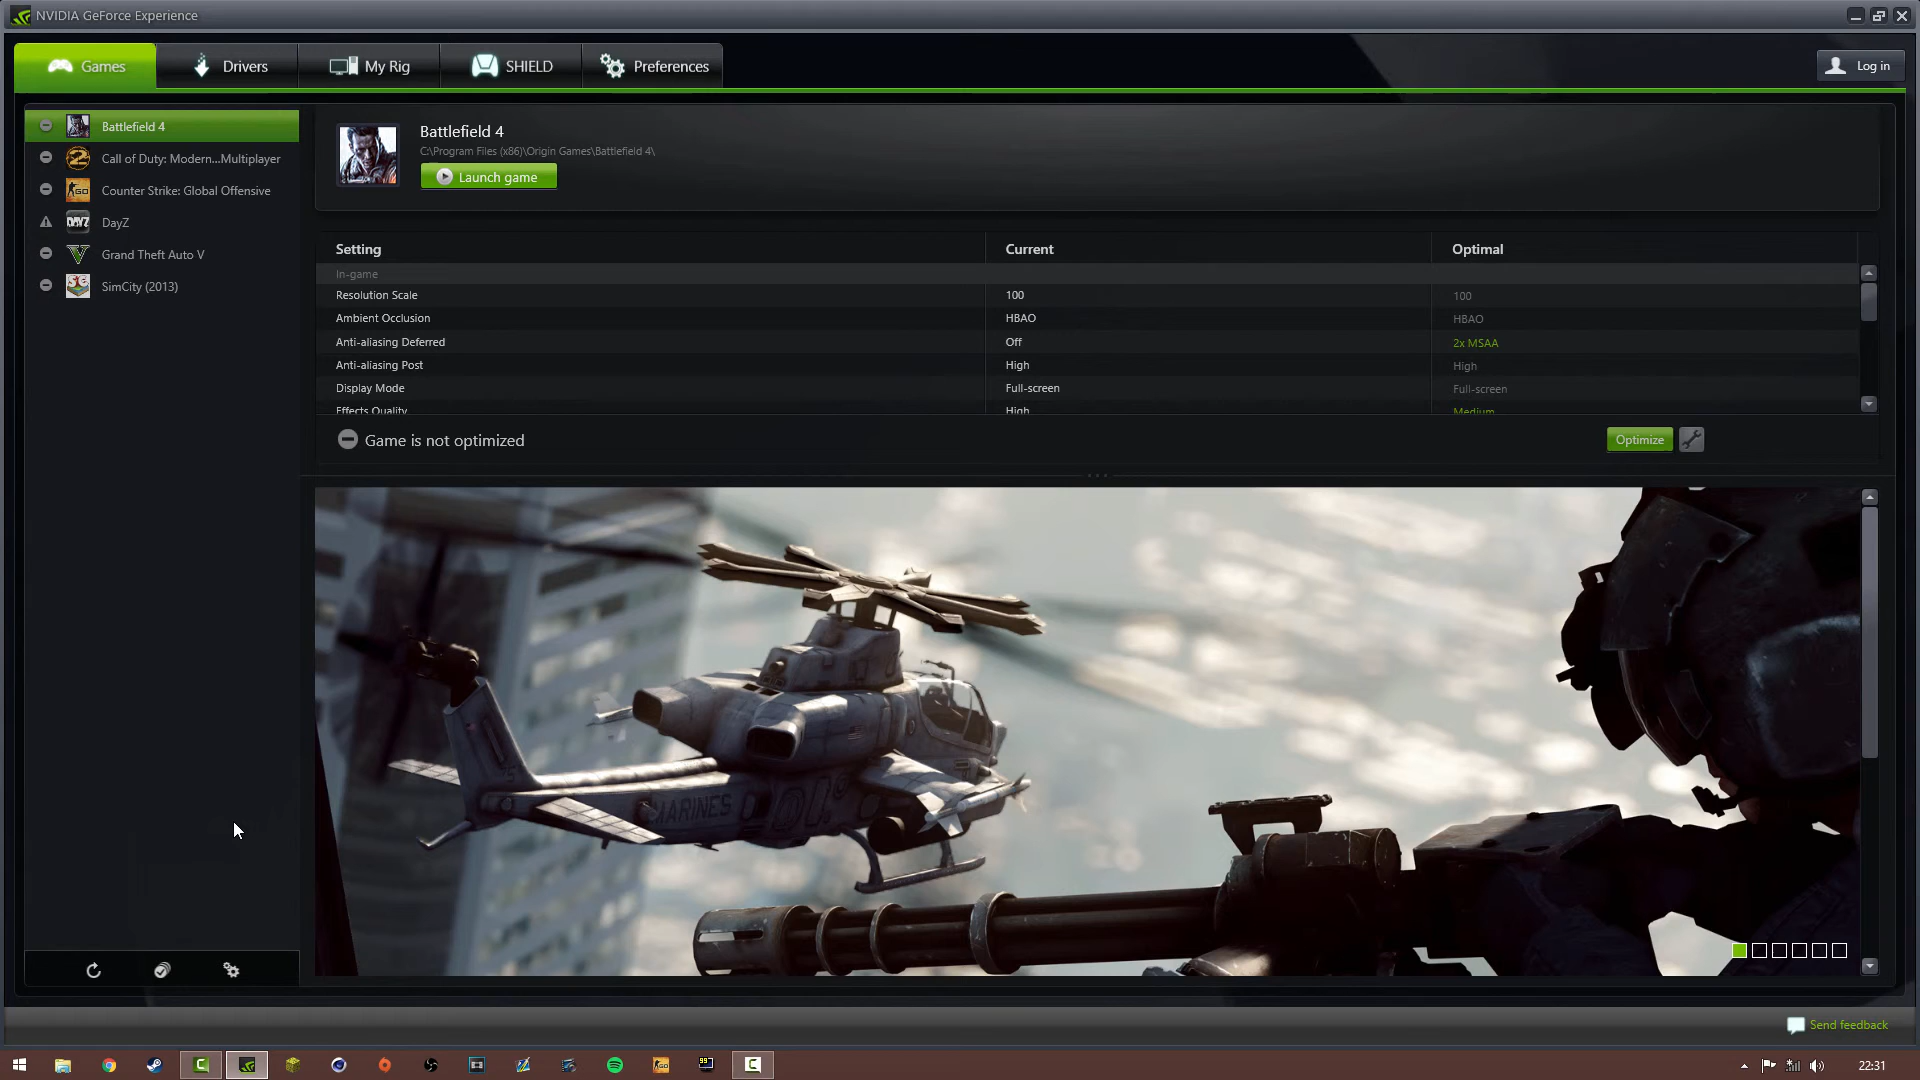 NVIDIA GeForce Experience
Games
Drivers
My Rig
SHIELD
Preferences
Log in
Battlefield 4
Call of Duty: Modern...Multiplayer
Counter Strike: Global Offensive
DayZ
Grand Theft Auto V
SimCity (2013)
Battlefield 4
C:\Program Files (x86)\Origin Games\Battlefield 4\
Launch game
Setting Current Optimal
In-game
Resolution Scale 100 100
Ambient Occlusion HBAO HBAO
Anti-aliasing Deferred Off 2x MSAA
Anti-aliasing Post High High
Display Mode Full-screen Full-screen
Effects Quality High Medium
Game is not optimized
Optimize
MARINES
Send feedback
22:31